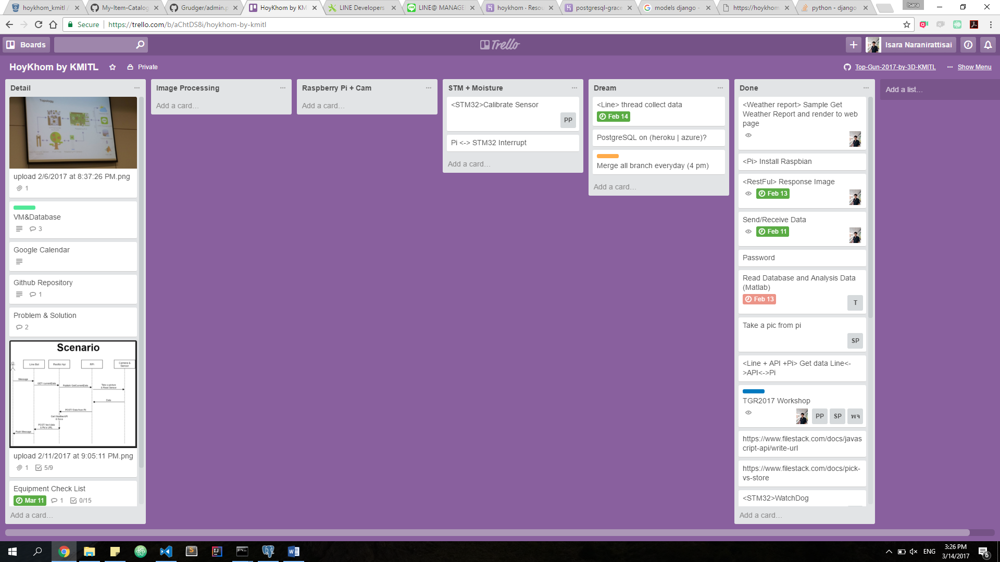 Isara
hoykhom_kmitl /
My-Item-Catalog
Grudger/admin.p
HoyKhom by KM
LINE Developers
LINE@ MANAGE
hoykhom · Resou
postgresql-grace
models django -
https://hoykhom
python - django
Secure
https://trello.com/b/aChtDS8i/hoykhom-by-kmitl
Boards
Trello
Isara Naranirattisai
HoyKhom by KMITL
Private
Top-Gun-2017-by-3D-KMITL
Show Menu
Detail
Topology
upload 2/6/2017 at 8:37:26 PM.png
1
VM&Database
3
Google Calendar
Github Repository
1
Problem & Solution
2
Scenario
Line Bot
Restful Api
RPi
Camera &
Sensor
Message
GET/ currentData
Publish/ GetCurrentData
Take a picture
& Read Sensor
Data
POST/ Data from Pi
Get WeatherAPI
& Save
POST/ text data
& Pic's URL
Push Message
upload 2/11/2017 at 9:05:11 PM.png
1 5/9
Equipment Check List
Mar 11 1 0/15
Add a card…
Image Processing
Add a card…
Raspberry Pi + Cam
Add a card…
STM + Moisture
<STM32>Calibrate Sensor
PP
Pi <-> STM32 Interrupt
Add a card…
Dream
<Line> thread collect data
Feb 14
PostgreSQL on (heroku | azure)?
Merge all branch everyday (4 pm)
Add a card…
Done
<Weather report> Sample Get
Weather Report and render to web
page
<Pi> Install Raspbian
<RestFul> Response Image
Feb 13
Send/Receive Data
Feb 11
Password
Read Database and Analysis Data
(Matlab)
Feb 13
T
Take a pic from pi
SP
<Line + API +Pi> Get data Line<-
>API<->Pi
TGR2017 Workshop
PP SP พจ
https://www.filestack.com/docs/javas
cript-api/write-url
https://www.filestack.com/docs/pick-
vs-store
<STM32>WatchDog
Add a card…
Add a list…
ENG
3:26 PM
3/14/2017
6